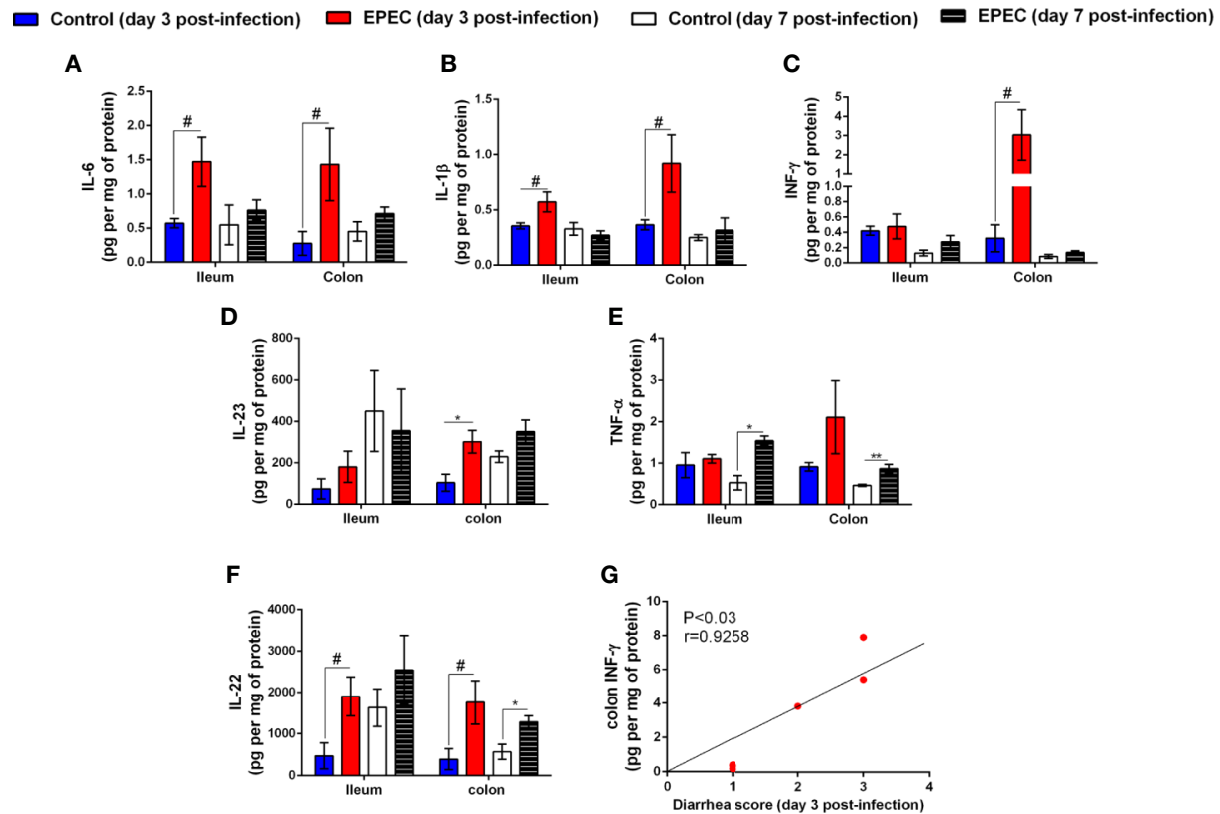 Control (day 3 post-infection) EPEC (day 3 post-infection) Control (day 7 post-infection) EPEC (day 7 post-infection)
A
IL-6
(pg per mg of protein)
2.5
2.0
1.5
1.0
0.5
0.0
#
#
Ileum Colon
B
IL-1β
(pg per mg of protein)
1.5
1.0
0.5
0.0
#
#
Ileum Colon
C
INF-γ
(pg per mg of protein)
5
4
3
2
1
1.0
0.8
0.6
0.4
0.2
0.0
#
Ileum Colon
D
IL-23
(pg per mg of protein)
800
600
400
200
0
*
Ileum colon
E
TNF-α
(pg per mg of protein)
4
3
2
1
0
*
**
Ileum Colon
F
IL-22
(pg per mg of protein)
4000
3000
2000
1000
0
#
#
*
Ileum colon
G
colon INF-γ
(pg per mg of protein)
10
8
6
4
2
0
P<0.03
r=0.9258
0 1 2 3 4
Diarrhea score (day 3 post-infection)